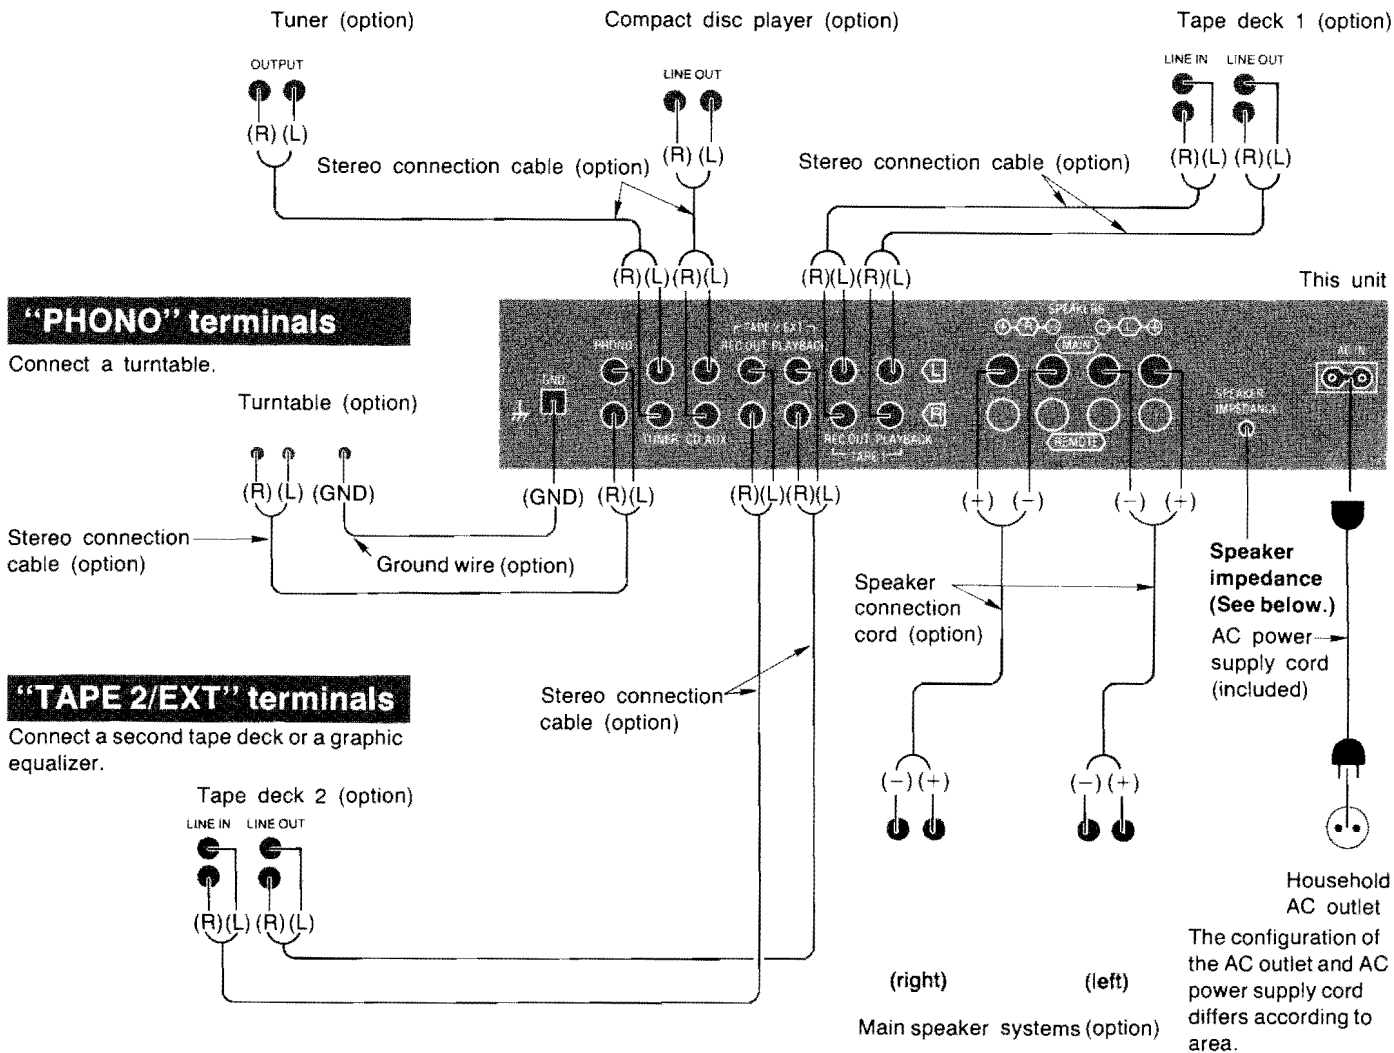 Tuner (option)
Compact disc player (option)
Tape deck 1 (option)
OUTPUT
LINE OUT
LINE IN LINE OUT
(R) (L)
(R) (L)
(R)(L) (R)(L)
Stereo connection cable (option)
Stereo connection cable (option)
(R)(L) (R)(L)
(R)(L)(R)(L)
This unit
"PHONO" terminals
Connect a turntable.
PHONO
TAPE 2/EXT
REC OUT PLAYBACK
SPEAKERS
+ R −
− L +
MAIN
AC IN
GND
L
R
TUNER CD/AUX
REC OUT PLAYBACK
TAPE 1
REMOTE
SPEAKER
IMPEDANCE
Turntable (option)
(R)(L) (GND)
(GND) (R)(L)
(R)(L)(R)(L)
(+) (−)
(−) (+)
Stereo connection
cable (option)
Ground wire (option)
Speaker
connection
cord (option)
Speaker
impedance
(See below.)
AC power
supply cord
(included)
"TAPE 2/EXT" terminals
Connect a second tape deck or a graphic
equalizer.
Stereo connection
cable (option)
Tape deck 2 (option)
LINE IN LINE OUT
(R)(L) (R)(L)
(−)(+)
(−)(+)
(right)
(left)
Main speaker systems (option)
Household
AC outlet
The configuration of
the AC outlet and AC
power supply cord
differs according to
area.